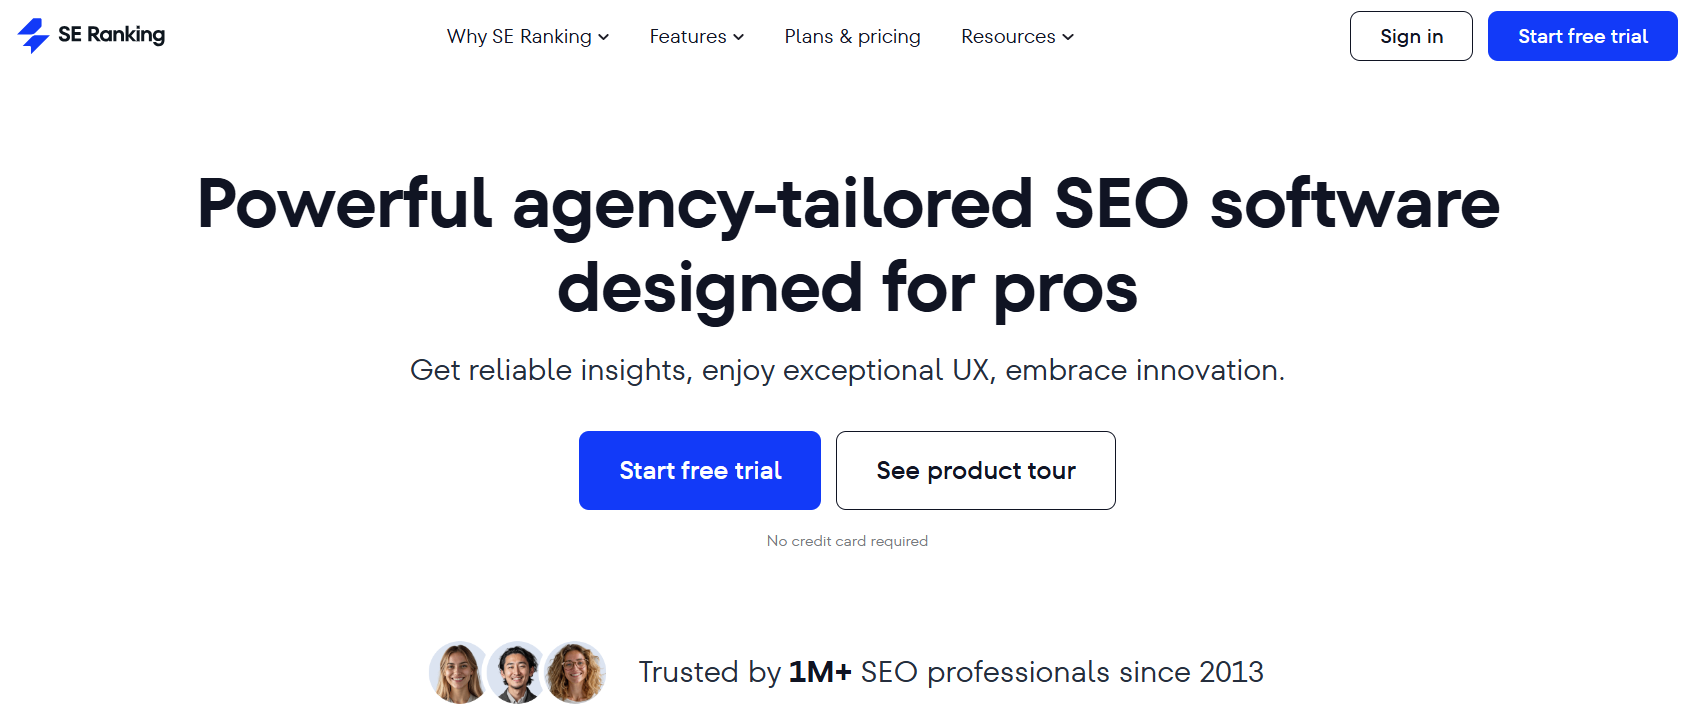 SE Ranking
Why SE Ranking
Features
Plans & pricing
Resources
Sign in
Start free trial
Powerful agency-tailored SEO software
designed for pros
Get reliable insights, enjoy exceptional UX, embrace innovation.
Start free trial
See product tour
No credit card required
Trusted by 1M+ SEO professionals since 2013